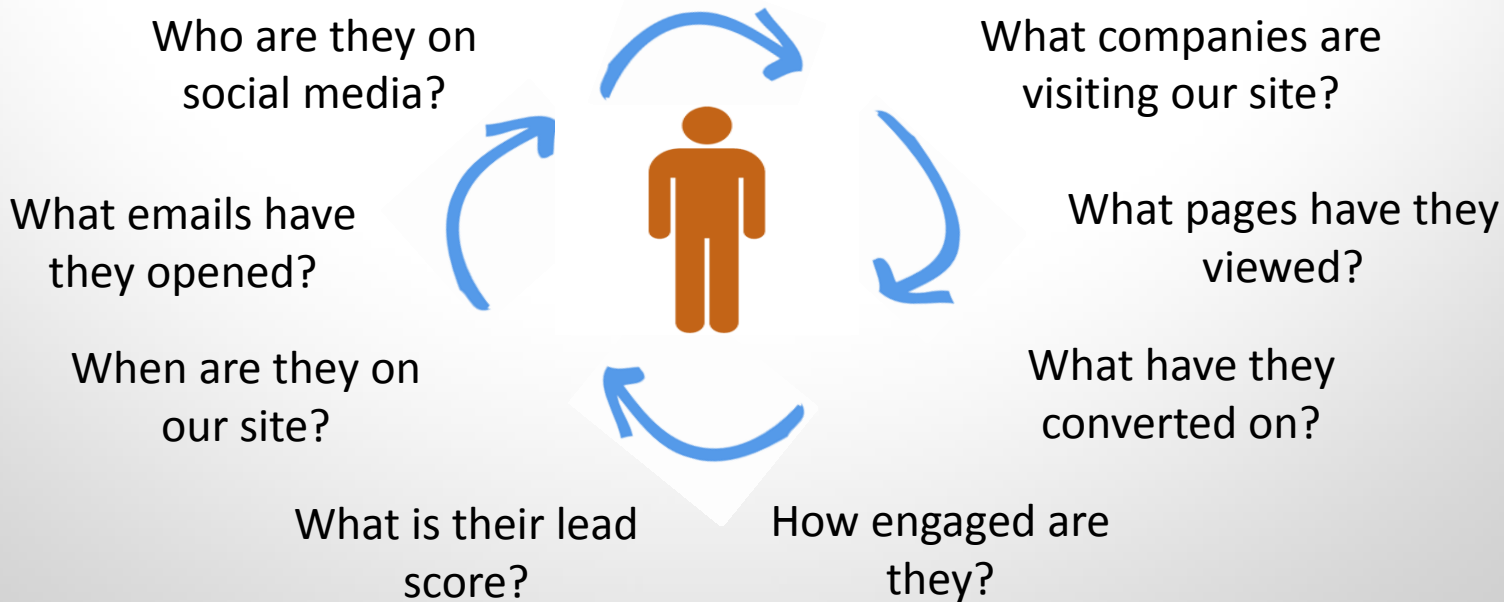 Who are they on
social media?
What companies are
visiting our site?
What emails have
they opened?
What pages have they
viewed?
When are they on
our site?
What have they
converted on?
What is their lead
score?
How engaged are
they?